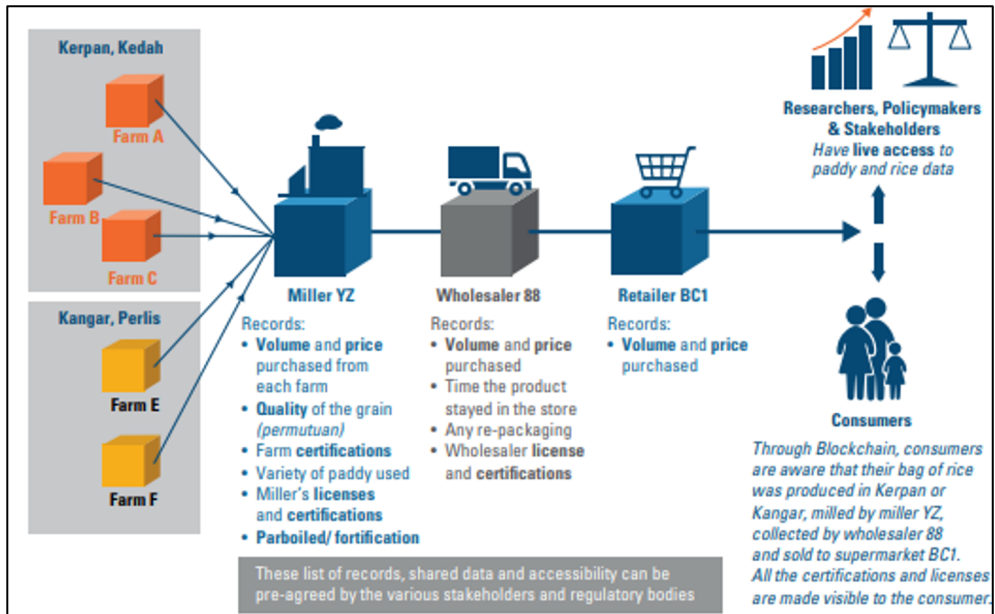 Kerpan, Kedah
Farm A
Farm B
Farm C
Kangar, Perlis
Farm E
Farm F
Miller YZ
Records:
• Volume and price
purchased from
each farm
• Quality of the grain
(permutuan)
• Farm certifications
• Variety of paddy used
• Miller's licenses
and certifications
• Parboiled/ fortification
Wholesaler 88
Records:
• Volume and price
purchased
• Time the product
stayed in the store
• Any re-packaging
• Wholesaler license
and certifications
Retailer BC1
Records:
• Volume and price
purchased
Researchers, Policymakers
& Stakeholders
Have live access to
paddy and rice data
Consumers
Through Blockchain, consumers
are aware that their bag of rice
was produced in Kerpan or
Kangar, milled by miller YZ,
collected by wholesaler 88
and sold to supermarket BC1.
All the certifications and licenses
are made visible to the consumer.
These list of records, shared data and accessibility can be
pre-agreed by the various stakeholders and regulatory bodies